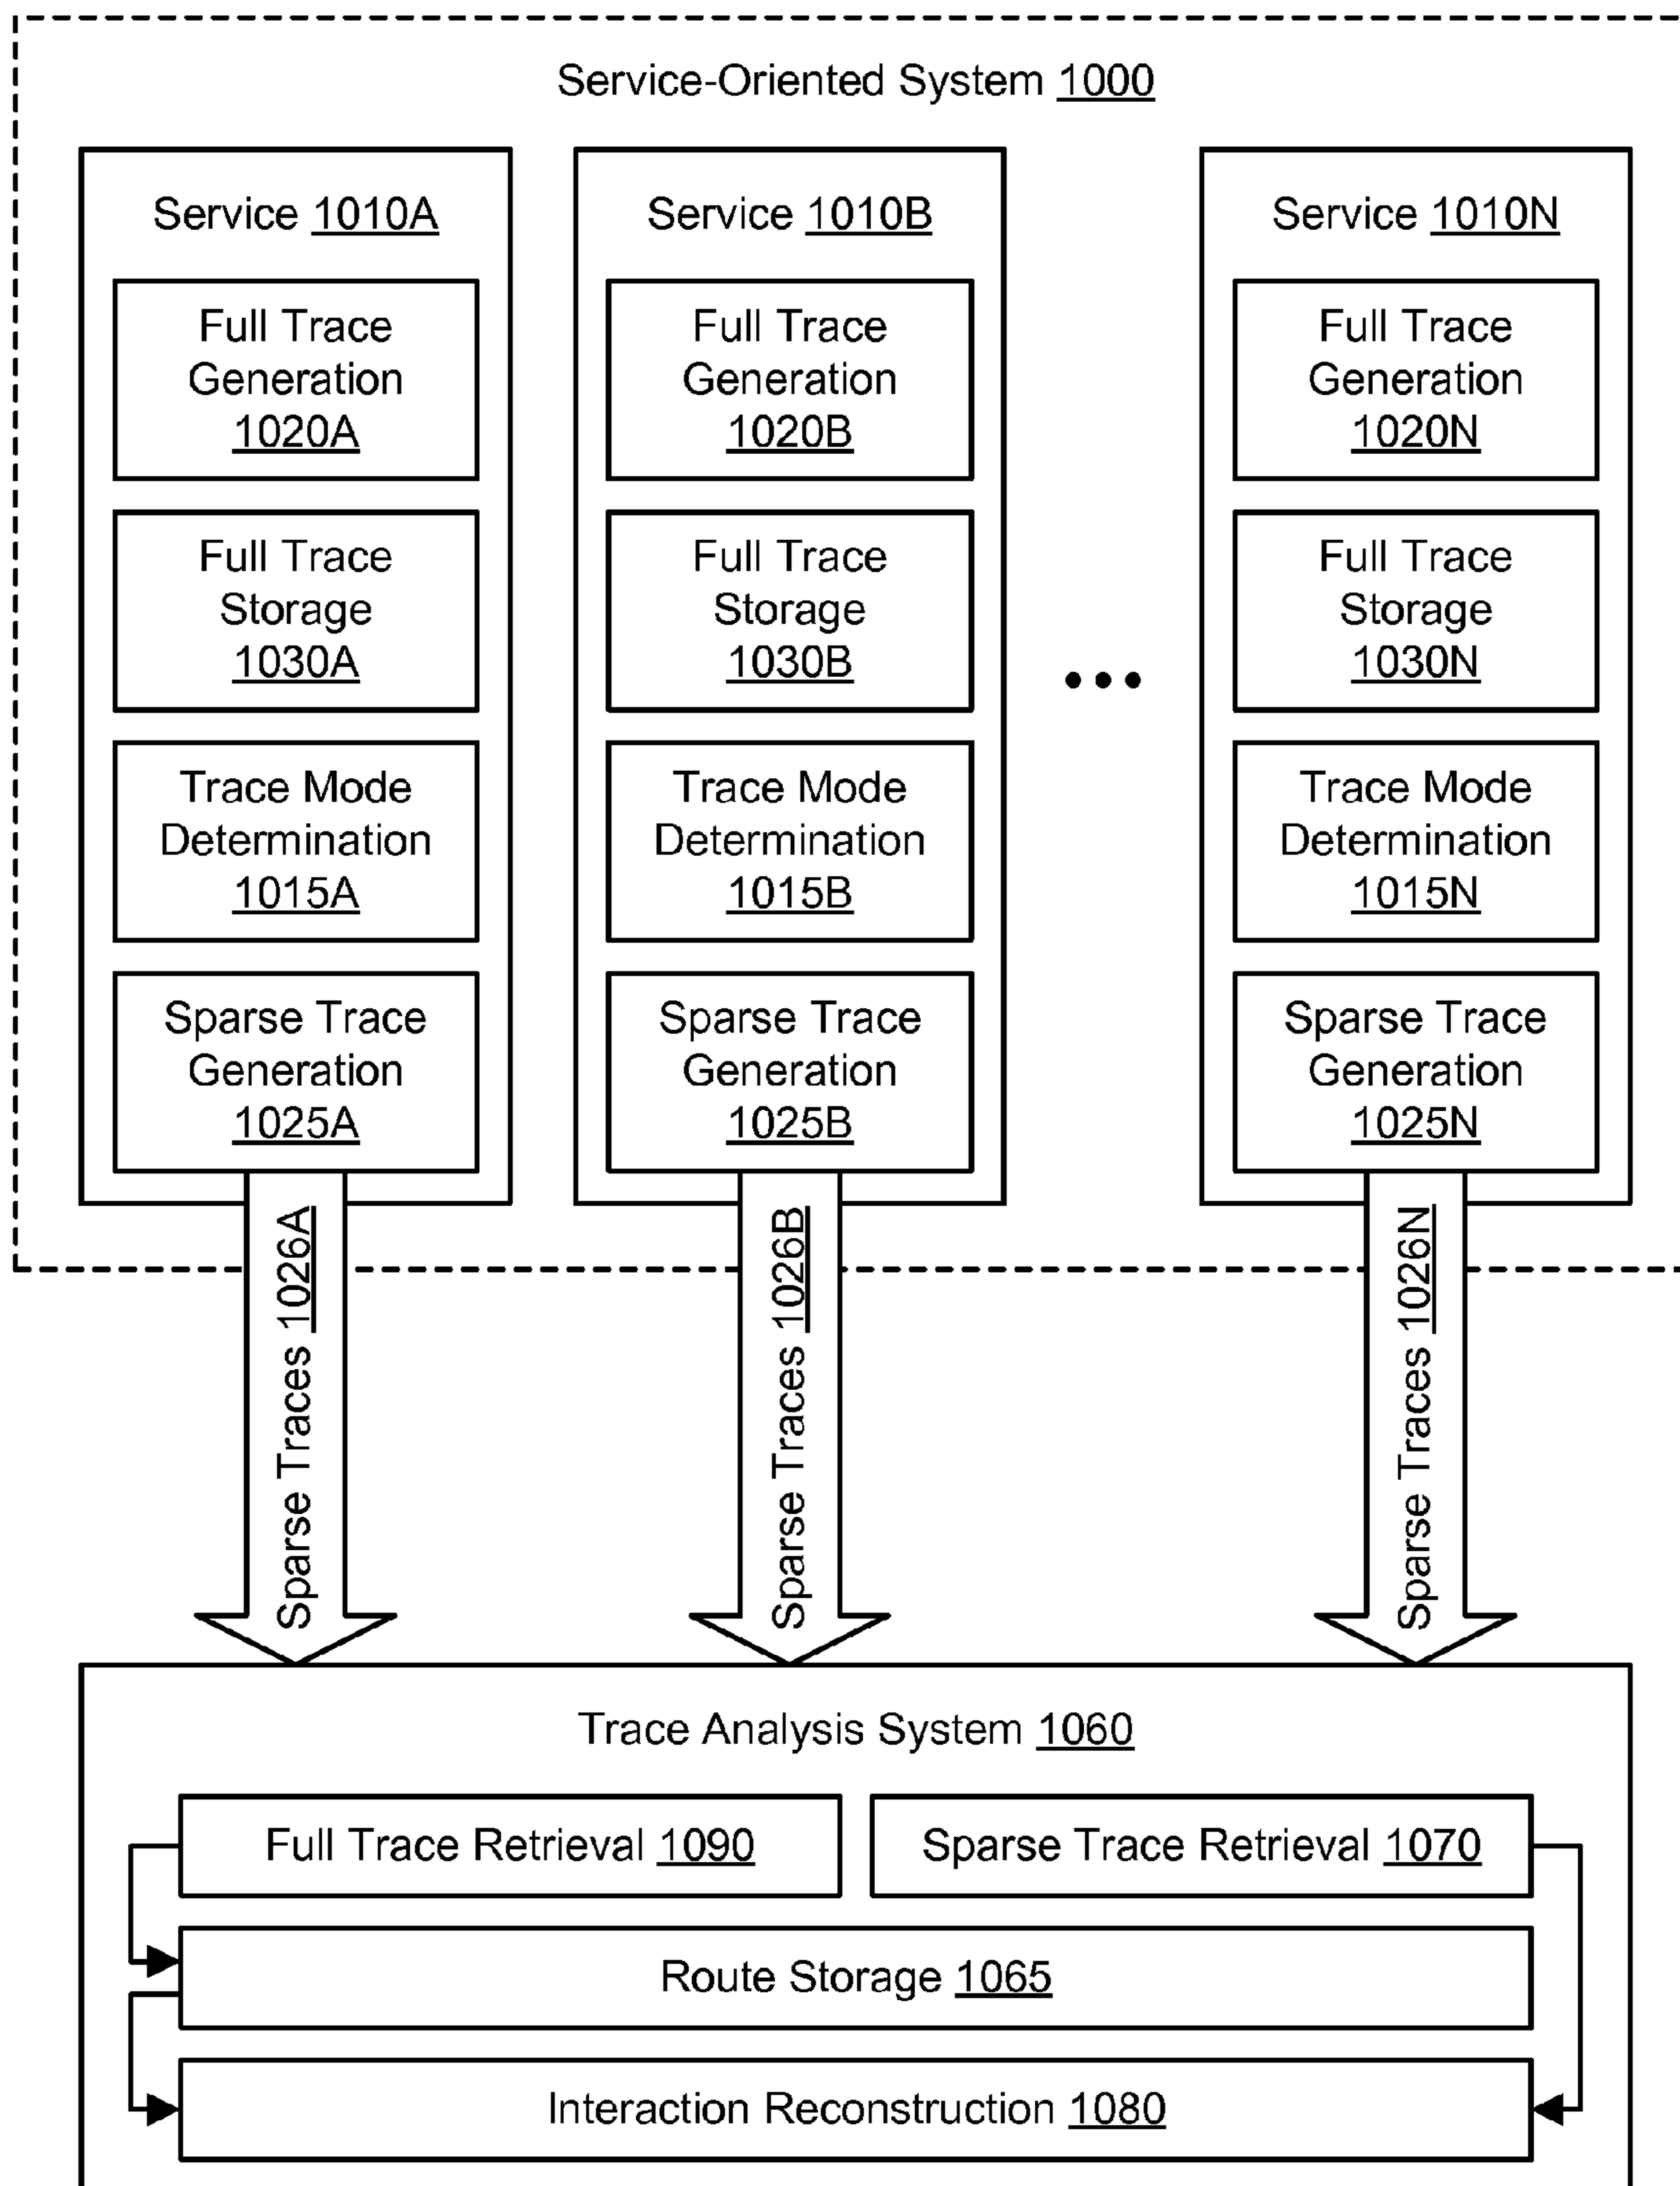 Service-Oriented System 1000
Service 1010A
Full Trace
Generation
1020A
Full Trace
Storage
1030A
Trace Mode
Determination
1015A
Sparse Trace
Generation
1025A
Service 1010B
Full Trace
Generation
1020B
Full Trace
Storage
1030B
Trace Mode
Determination
1015B
Sparse Trace
Generation
1025B
•••
Service 1010N
Full Trace
Generation
1020N
Full Trace
Storage
1030N
Trace Mode
Determination
1015N
Sparse Trace
Generation
1025N
Sparse Traces 1026A
Sparse Traces 1026B
Sparse Traces 1026N
Trace Analysis System 1060
Full Trace Retrieval 1090
Sparse Trace Retrieval 1070
Route Storage 1065
Interaction Reconstruction 1080